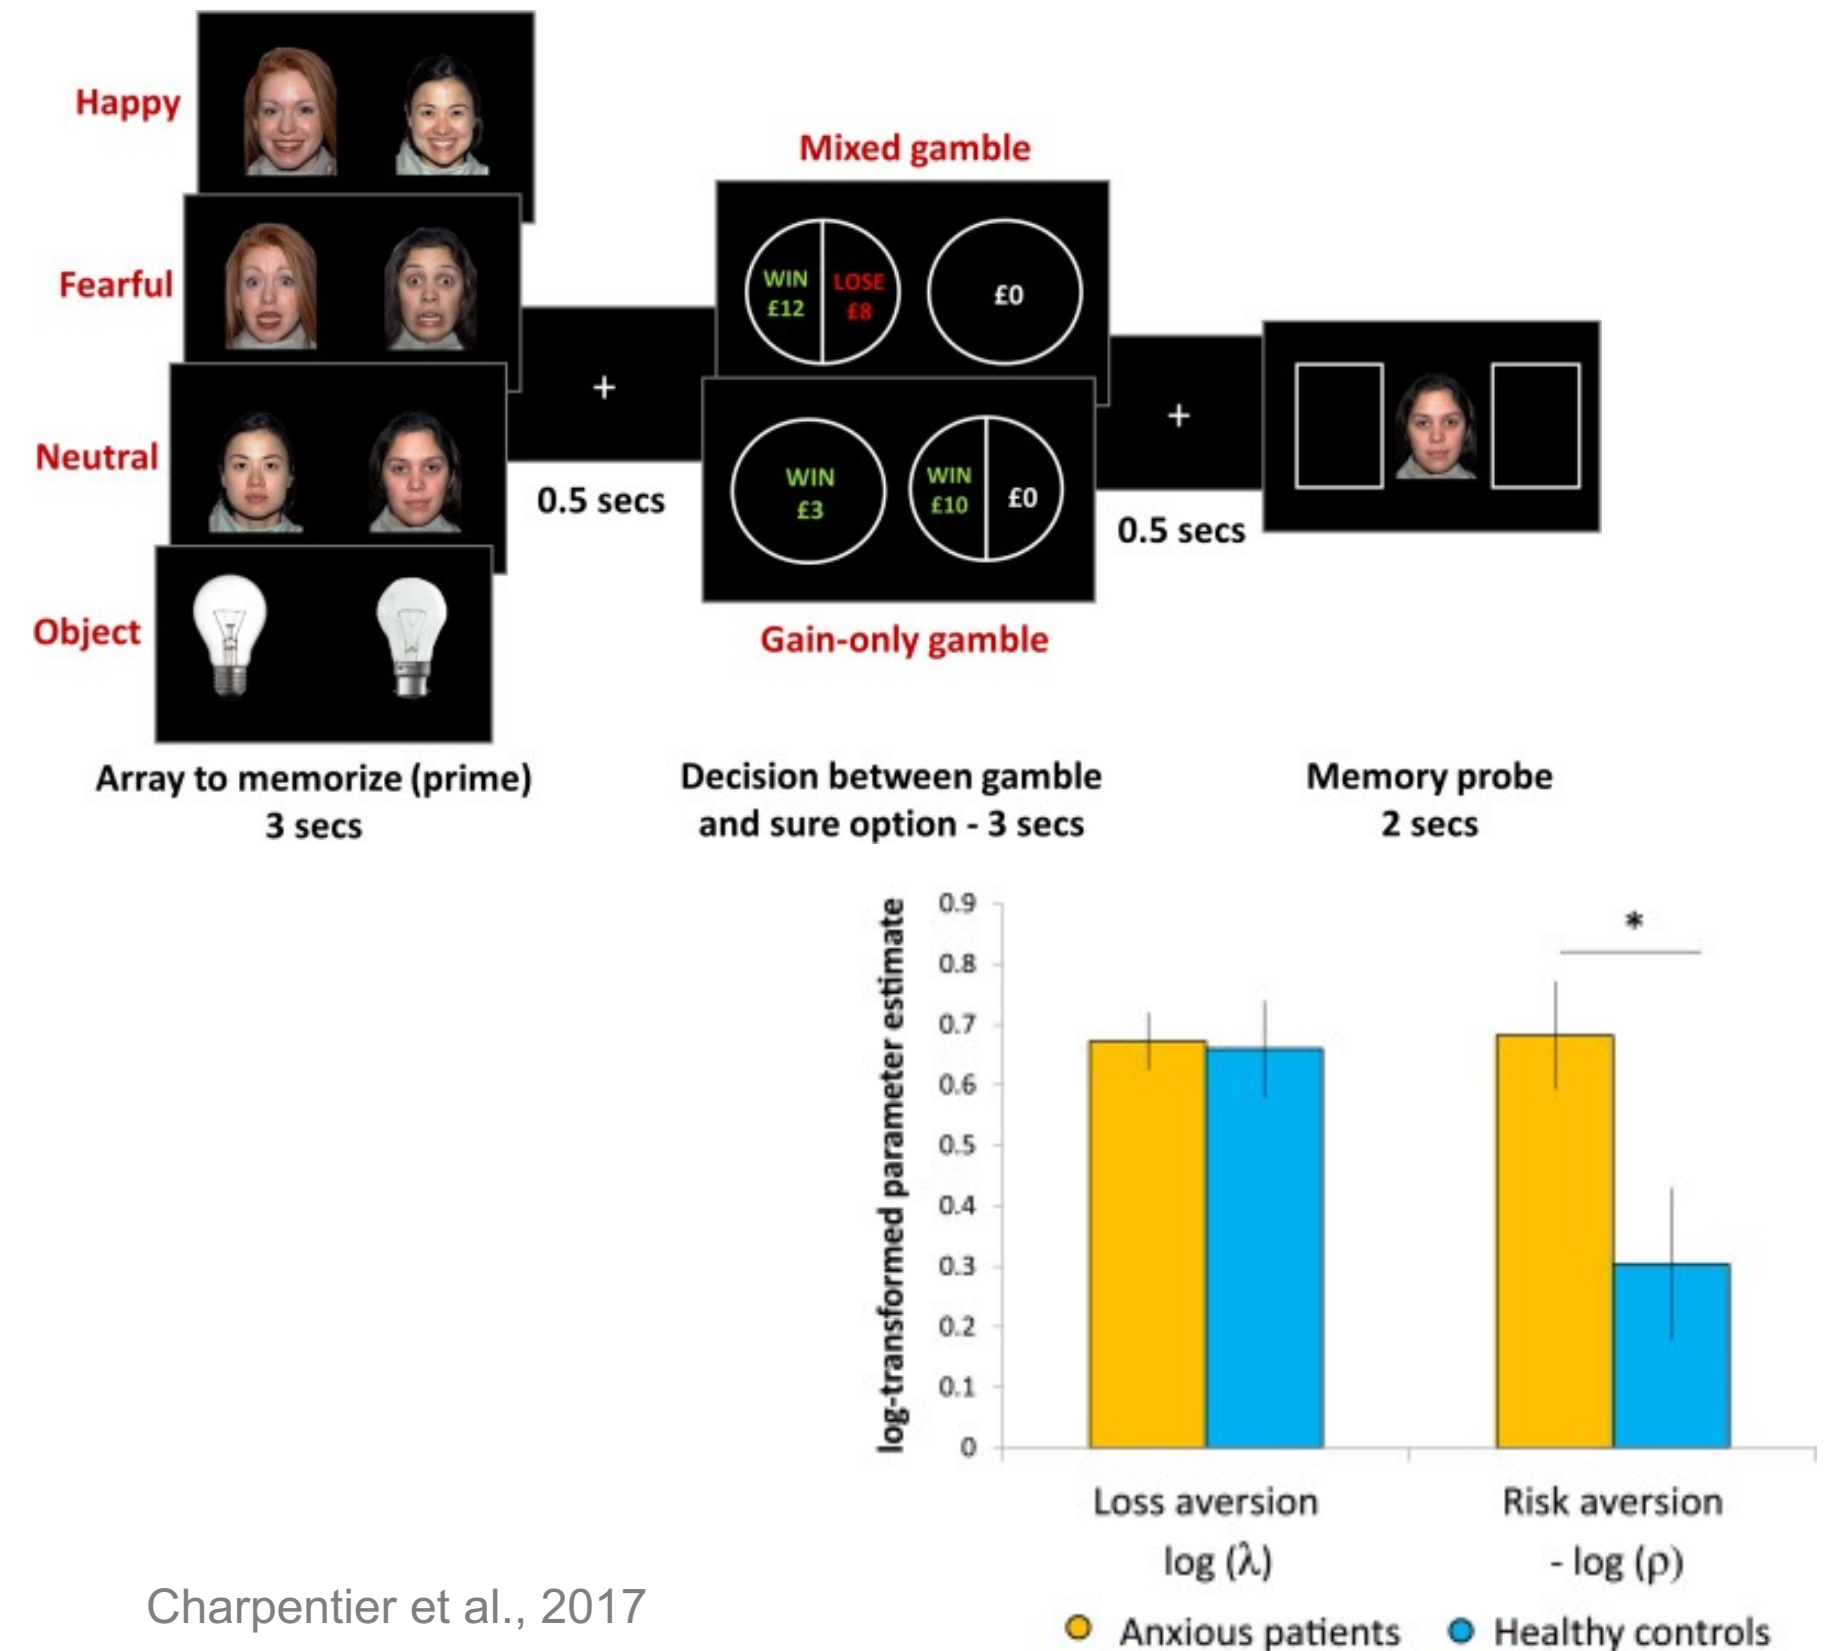 Happy
Fearful
Neutral
Object
Array to memorize (prime)
3 secs
+
0.5 secs
Mixed gamble
WIN
£12
LOSE
£8
£0
WIN
£3
WIN
£10
£0
Gain-only gamble
Decision between gamble
and sure option - 3 secs
+
0.5 secs
Memory probe
2 secs
log-transformed parameter estimate
0.9
0.8
0.7
0.6
0.5
0.4
0.3
0.2
0.1
0
*
Loss aversion
log (λ)
Risk aversion
- log (ρ)
Anxious patients
Healthy controls
Charpentier et al., 2017